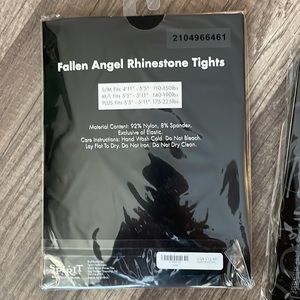 2104966461
Fallen Angel Rhinestone Tights
S/M Fits 4'11" - 5'5" 110-150lbs
M/L Fits 5'5" - 5'11" 140-190lbs
PLUS Fits 5'5" - 5'11" 175-225lbs
Material Content: 92% Nylon, 8% Spandex.
Exclusive of Elastic.
Care Instructions: Hand Wash Cold. Do Not Bleach.
Lay Flat To Dry. Do Not Iron. Do Not Dry Clean.
SPIRIT